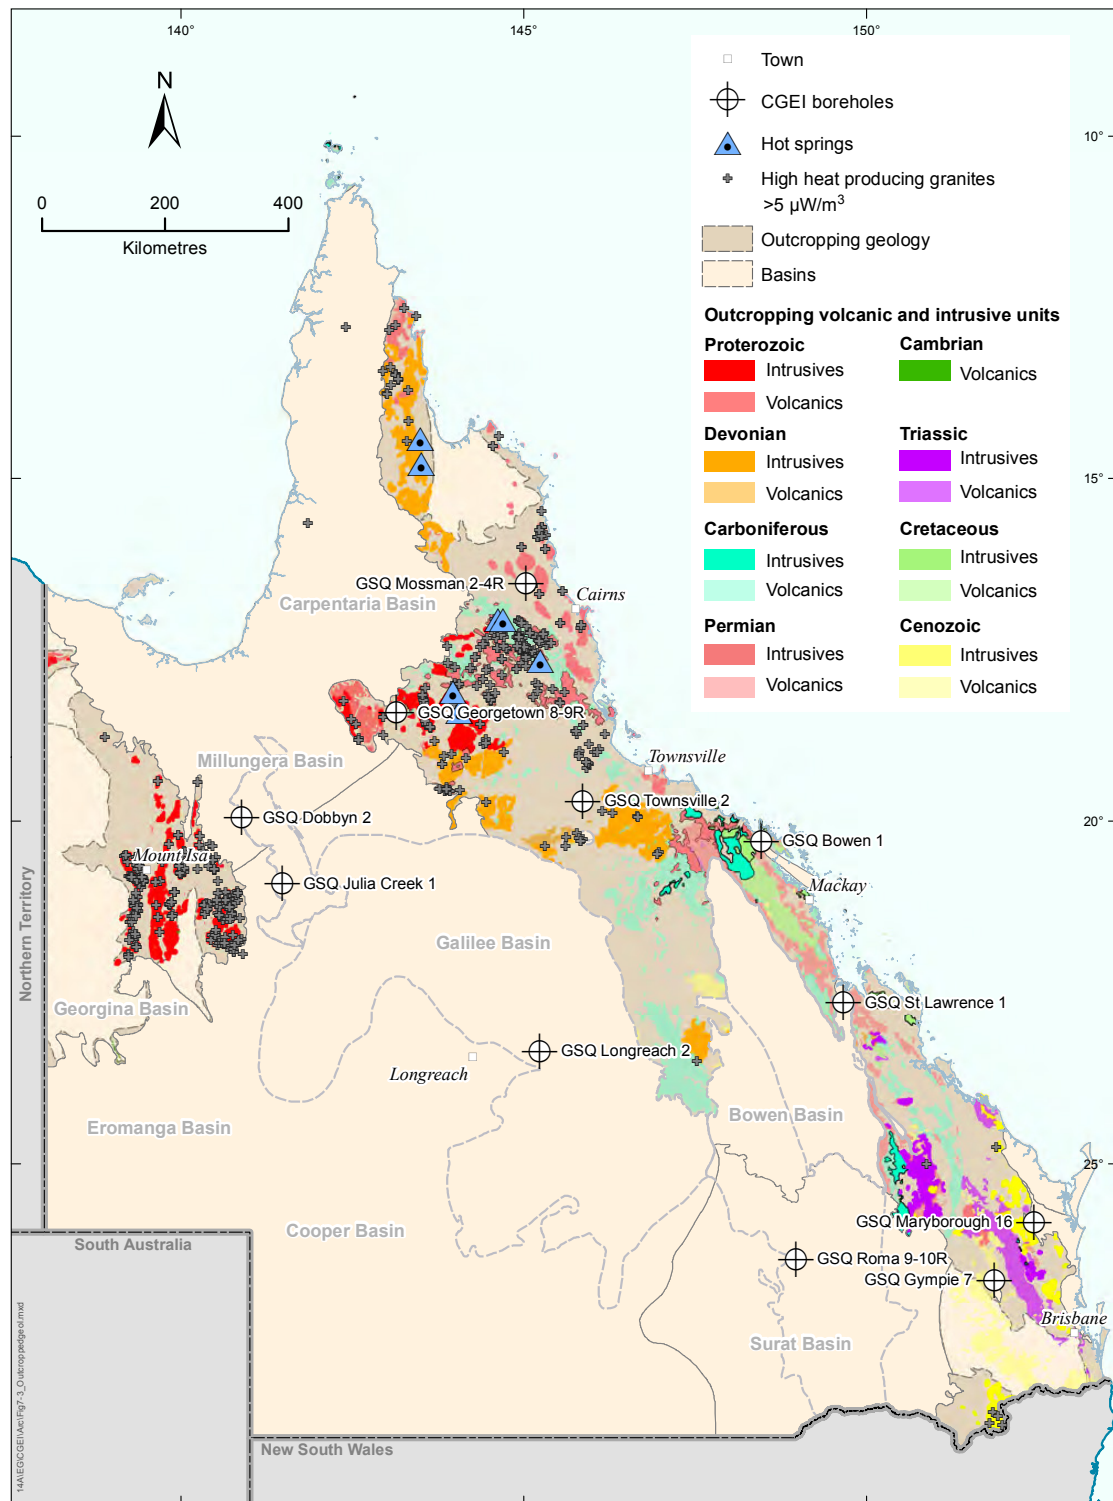 140°
145°
150°
N
0
200
400
Kilometres
Town
CGEI boreholes
Hot springs
High heat producing granites
>5 µW/m³
Outcropping geology
Basins
Outcropping volcanic and intrusive units
Proterozoic
Intrusives
Volcanics
Cambrian
Volcanics
Devonian
Intrusives
Volcanics
Triassic
Intrusives
Volcanics
Carboniferous
Intrusives
Volcanics
Cretaceous
Intrusives
Volcanics
Permian
Intrusives
Volcanics
Cenozoic
Intrusives
Volcanics
10°
15°
20°
25°
GSQ Mossman 2-4R
Carpentaria Basin
Cairns
GSQ Georgetown 8-9R
Millungera Basin
Townsville
GSQ Dobbyn 2
GSQ Townsville 2
GSQ Bowen 1
Mount Isa
GSQ Julia Creek 1
Mackay
Galilee Basin
Northern Territory
Georgina Basin
GSQ St Lawrence 1
GSQ Longreach 2
Longreach
Eromanga Basin
Bowen Basin
Cooper Basin
GSQ Maryborough 16
South Australia
GSQ Roma 9-10R
GSQ Gympie 7
Brisbane
Surat Basin
New South Wales
14A\EG\CGEI\Arc\Fig7-3_Outcroppedgeol.mxd